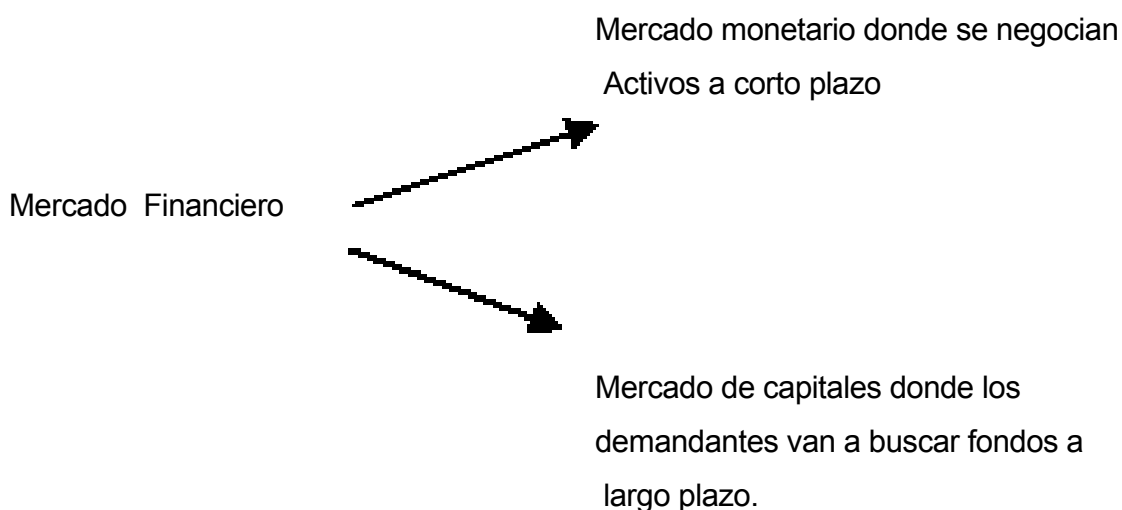 Mercado monetario donde se negocian
Activos a corto plazo
Mercado Financiero
Mercado de capitales donde los
demandantes van a buscar fondos a
largo plazo.